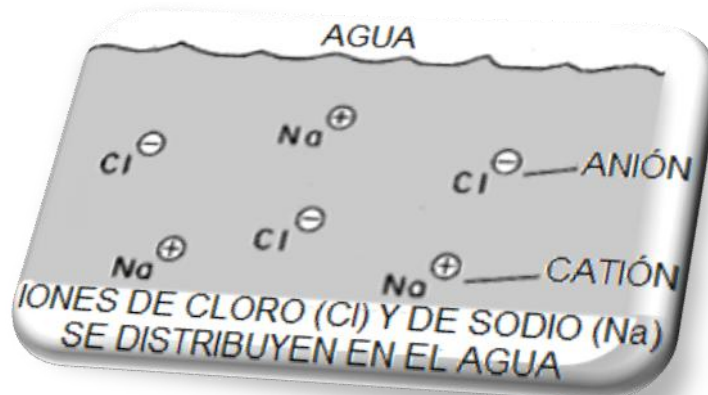 AGUA
Na⊕
Cl⊖
Cl⊖ ANIÓN
Cl⊖
Na⊕
Na⊕ CATIÓN
IONES DE CLORO (Cl) Y DE SODIO (Na)
SE DISTRIBUYEN EN EL AGUA